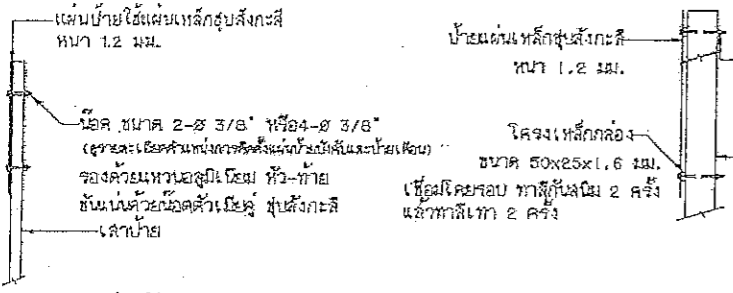 แผ่นป้ายใช้แผ่นเหล็กชุบสังกะสี
หนา 1.2 มม.
น๊อต ขนาด 2-Ø 3/8" หรือ4-Ø 3/8"
(ดูรายละเอียดตำแหน่งการติดตั้งแผ่นป้ายบังคับและป้ายเตือน)
รองด้วยแหวนอลูมิเนียม หัว-ท้าย
ขันแน่นด้วยน๊อตตัวเมียคู่ ชุบสังกะสี
เสาป้าย
ป้ายแผ่นเหล็กชุบสังกะสี
หนา 1.2 มม.
โครงเหล็กกล่อง
ขนาด 50x25x1.6 มม.
เชื่อมโดยรอบ ทาสีกันสนิม 2 ครั้ง
แล้วทาสีเทา 2 ครั้ง